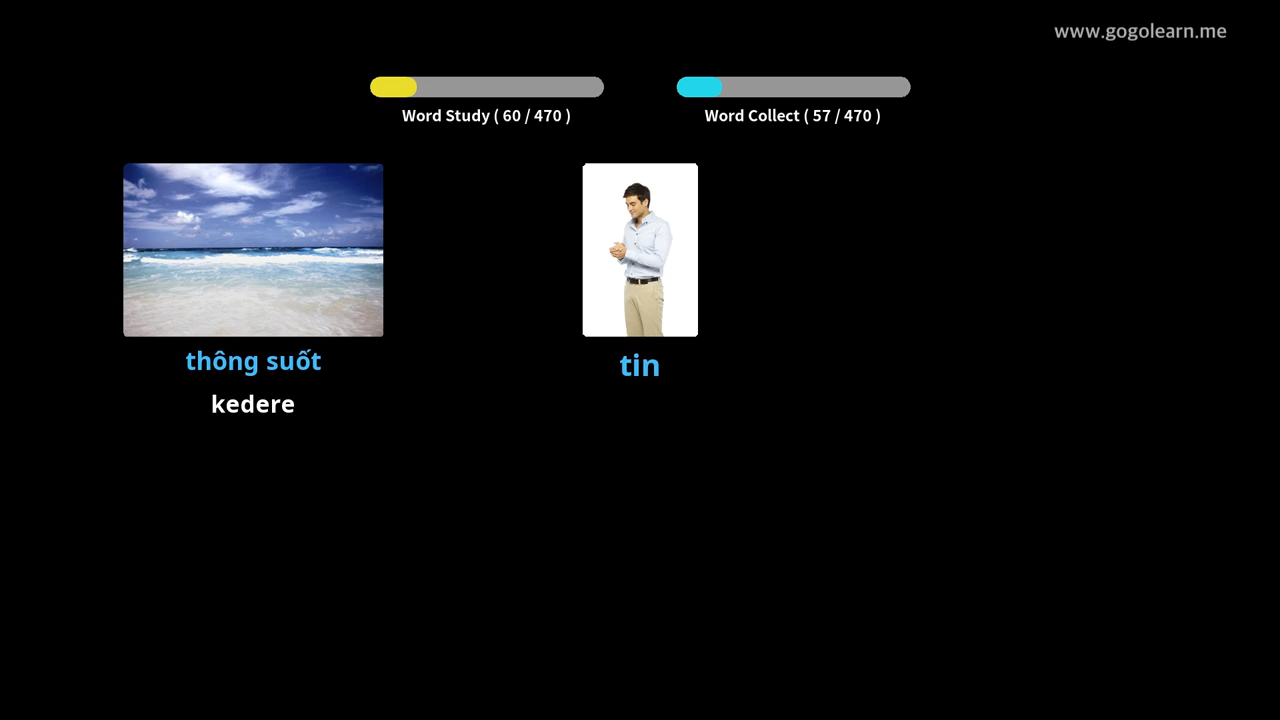 www.gogolearn.me
Word Study ( 60 / 470 )
Word Collect ( 57 / 470 )
thông suốt
kedere
tin